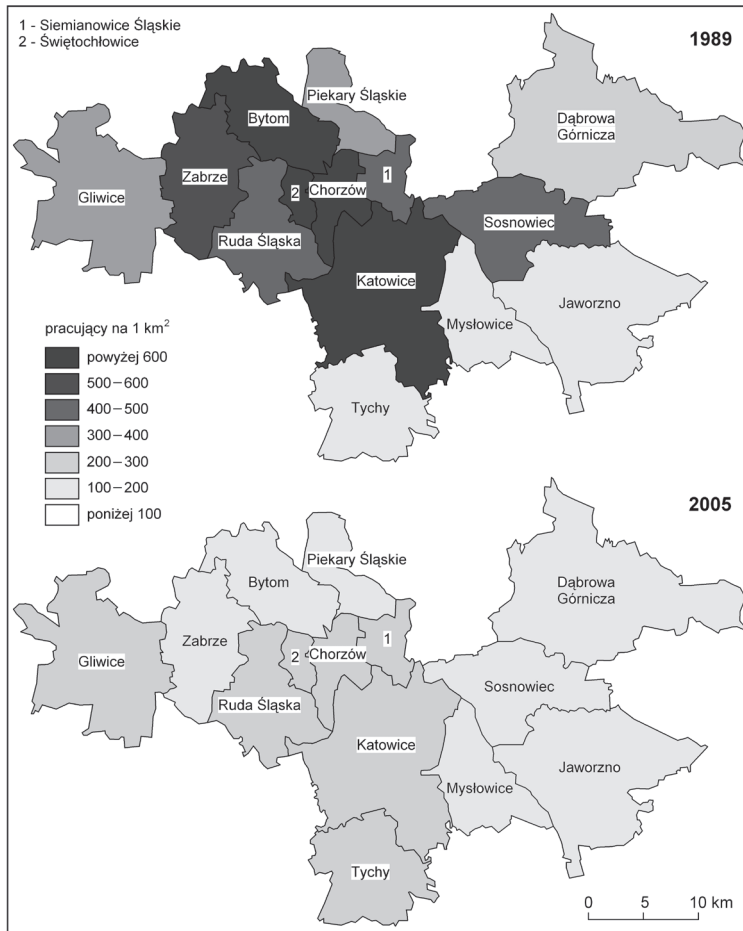 1 - Siemianowice Śląskie
2 - Świętochłowice
1989
Piekary Śląskie
Bytom
Dąbrowa
Górnicza
Zabrze
1
2
Chorzów
Gliwice
Sosnowiec
Ruda Śląska
Katowice
Jaworzno
Mysłowice
Tychy
pracujący na 1 km²
powyżej 600
500–600
400–500
300–400
200–300
100–200
poniżej 100
2005
Piekary Śląskie
Bytom
Dąbrowa
Górnicza
Zabrze
1
2
Chorzów
Gliwice
Sosnowiec
Ruda Śląska
Katowice
Jaworzno
Mysłowice
Tychy
0 5 10 km